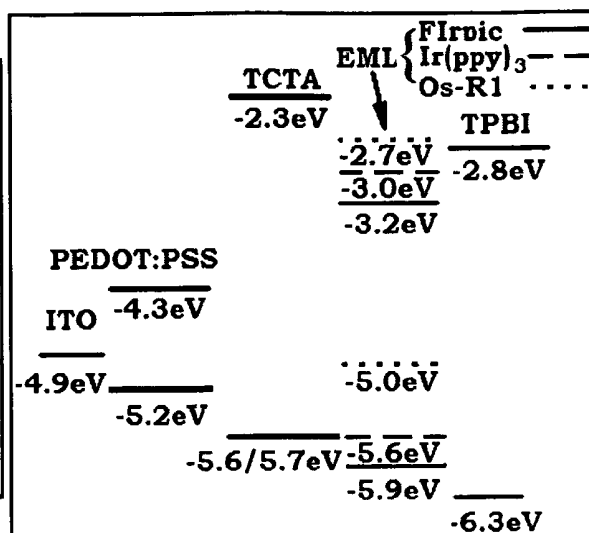 FIrpic
EML { Ir(ppy)3
Os-R1
TCTA
-2.3eV
TPBI
-2.7eV
-2.8eV
-3.0eV
-3.2eV
PEDOT:PSS
-4.3eV
ITO
-4.9eV
-5.2eV
-5.0eV
-5.6/5.7eV
-5.6eV
-5.9eV
-6.3eV